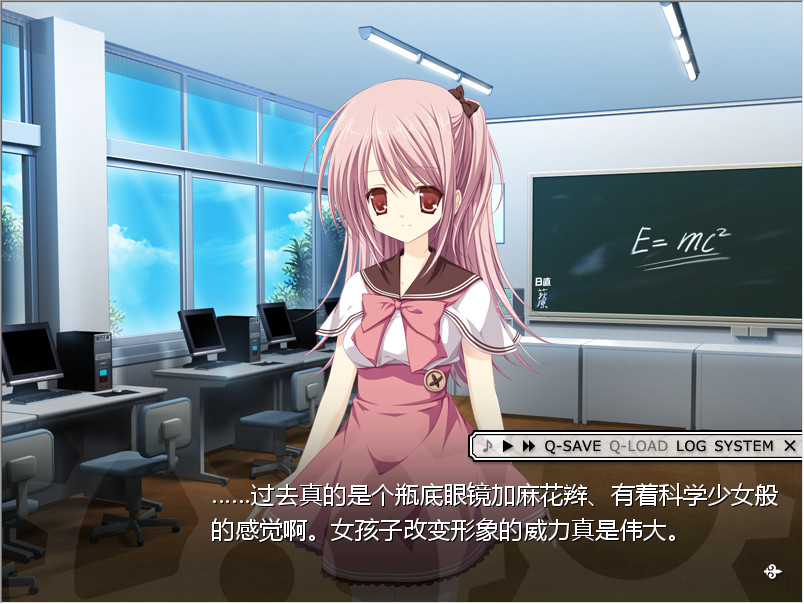 E=mc²
日直
萩原
Q-SAVE Q-LOAD LOG SYSTEM
……过去真的是个瓶底眼镜加麻花辫、有着科学少女般
的感觉啊。女孩子改变形象的威力真是伟大。